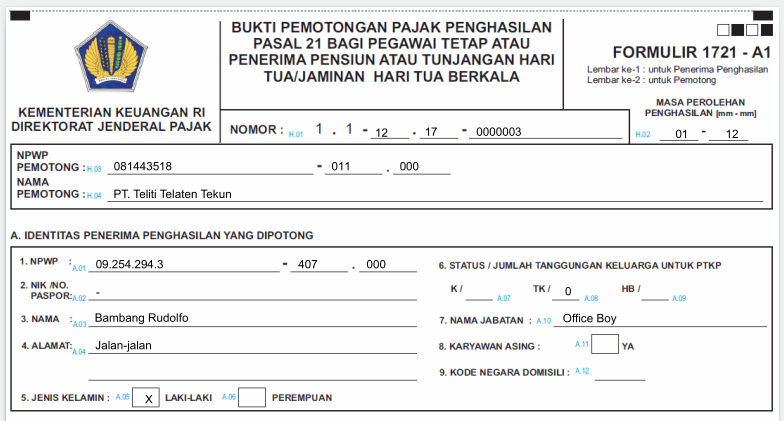 BUKTI PEMOTONGAN PAJAK PENGHASILAN
PASAL 21 BAGI PEGAWAI TETAP ATAU
PENERIMA PENSIUN ATAU TUNJANGAN HARI
TUA/JAMINAN HARI TUA BERKALA
FORMULIR 1721 - A1
Lembar ke-1 : untuk Penerima Penghasilan
Lembar ke-2 : untuk Pemotong
KEMENTERIAN KEUANGAN RI
DIREKTORAT JENDERAL PAJAK
NOMOR : H.01 1 . 1 - 12 . 17 - 0000003
MASA PEROLEHAN
PENGHASILAN [mm - mm]
H.02 01 - 12
NPWP
PEMOTONG : H.03 081443518 - 011 . 000
NAMA
PEMOTONG : H.04 PT. Teliti Telaten Tekun
A. IDENTITAS PENERIMA PENGHASILAN YANG DIPOTONG
1. NPWP : A.01 09.254.294.3 - 407 . 000
2. NIK /NO.
PASPOR: A.02 -
3. NAMA : A.03 Bambang Rudolfo
4. ALAMAT: A.04 Jalan-jalan
5. JENIS KELAMIN : A.05 X LAKI-LAKI A.06 PEREMPUAN
6. STATUS / JUMLAH TANGGUNGAN KELUARGA UNTUK PTKP
K / A.07 TK / 0 A.08 HB / A.09
7. NAMA JABATAN : A.10 Office Boy
8. KARYAWAN ASING : A.11 YA
9. KODE NEGARA DOMISILI : A.12